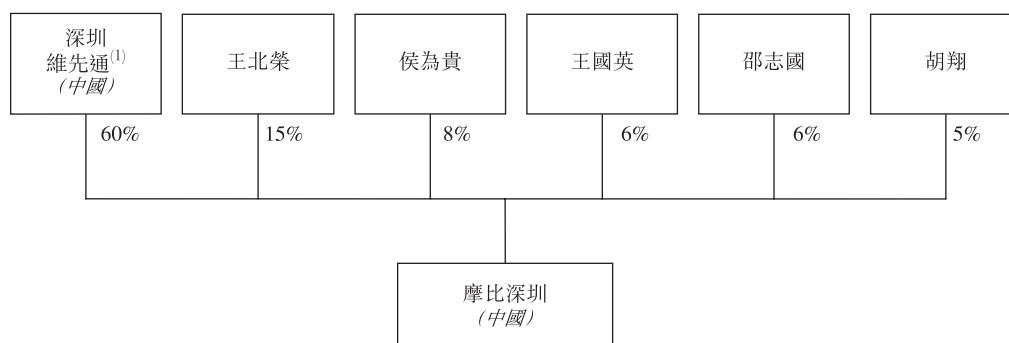 深圳
維先通(1)
(中國)
王北榮
侯為貴
王國英
邵志國
胡翔
60%
15%
8%
6%
6%
5%
摩比深圳
(中國)